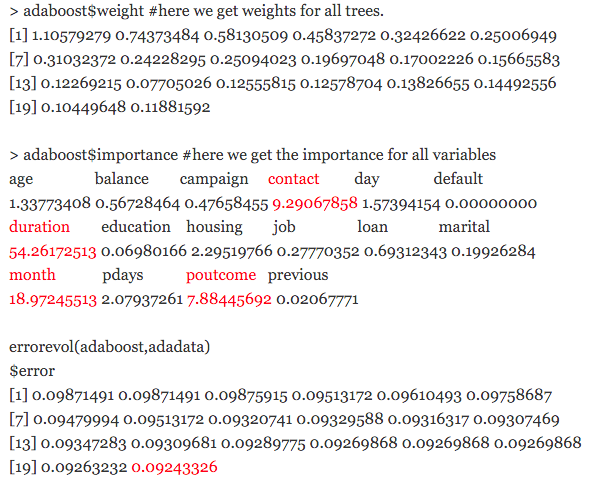 > adaboost$weight #here we get weights for all trees.
[1] 1.10579279 0.74373484 0.58130509 0.45837272 0.32426622 0.25006949
[7] 0.31032372 0.24228295 0.25094023 0.19697048 0.17002226 0.15665583
[13] 0.12269215 0.07705026 0.12555815 0.12578704 0.13826655 0.14492556
[19] 0.10449648 0.11881592
> adaboost$importance #here we get the importance for all variables
age balance campaign contact day default
1.33773408 0.56728464 0.47658455 9.29067858 1.57394154 0.00000000
duration education housing job loan marital
54.26172513 0.06980166 2.29519766 0.27770352 0.69312343 0.19926284
month pdays poutcome previous
18.97245513 2.07937261 7.88445692 0.02067771
errorevol(adaboost,adadata)
$error
[1] 0.09871491 0.09871491 0.09875915 0.09513172 0.09610493 0.09758687
[7] 0.09479994 0.09513172 0.09320741 0.09329588 0.09316317 0.09307469
[13] 0.09347283 0.09309681 0.09289775 0.09269868 0.09269868 0.09269868
[19] 0.09263232 0.09243326